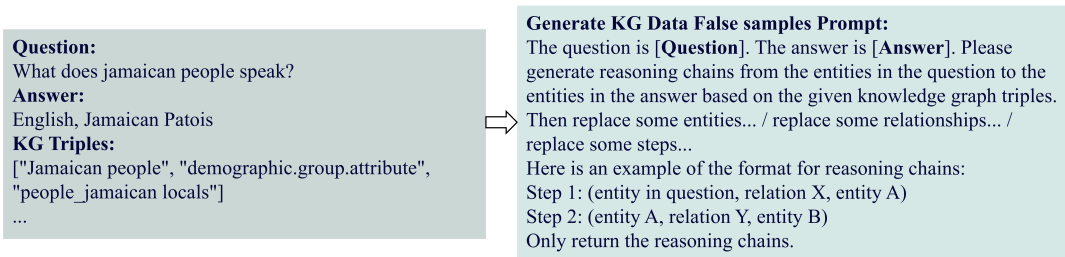 Question:
What does jamaican people speak?
Answer:
English, Jamaican Patois
KG Triples:
["Jamaican people", "demographic.group.attribute",
"people_jamaican locals"]
...
Generate KG Data False samples Prompt:
The question is [Question]. The answer is [Answer]. Please
generate reasoning chains from the entities in the question to the
entities in the answer based on the given knowledge graph triples.
Then replace some entities... / replace some relationships... /
replace some steps...
Here is an example of the format for reasoning chains:
Step 1: (entity in question, relation X, entity A)
Step 2: (entity A, relation Y, entity B)
Only return the reasoning chains.